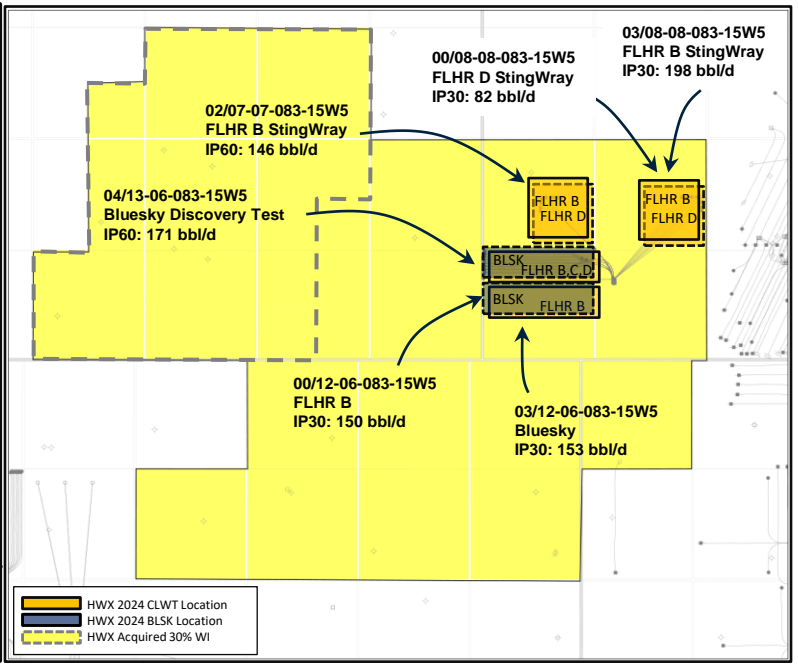 03/08-08-083-15W5
FLHR B StingWray
IP30: 198 bbl/d
00/08-08-083-15W5
FLHR D StingWray
IP30: 82 bbl/d
02/07-07-083-15W5
FLHR B StingWray
IP60: 146 bbl/d
04/13-06-083-15W5
Bluesky Discovery Test
IP60: 171 bbl/d
FLHR B
FLHR D
FLHR B
FLHR D
BLSK
FLHR B,C,D
BLSK
FLHR B
00/12-06-083-15W5
FLHR B
IP30: 150 bbl/d
03/12-06-083-15W5
Bluesky
IP30: 153 bbl/d
HWX 2024 CLWT Location
HWX 2024 BLSK Location
HWX Acquired 30% WI